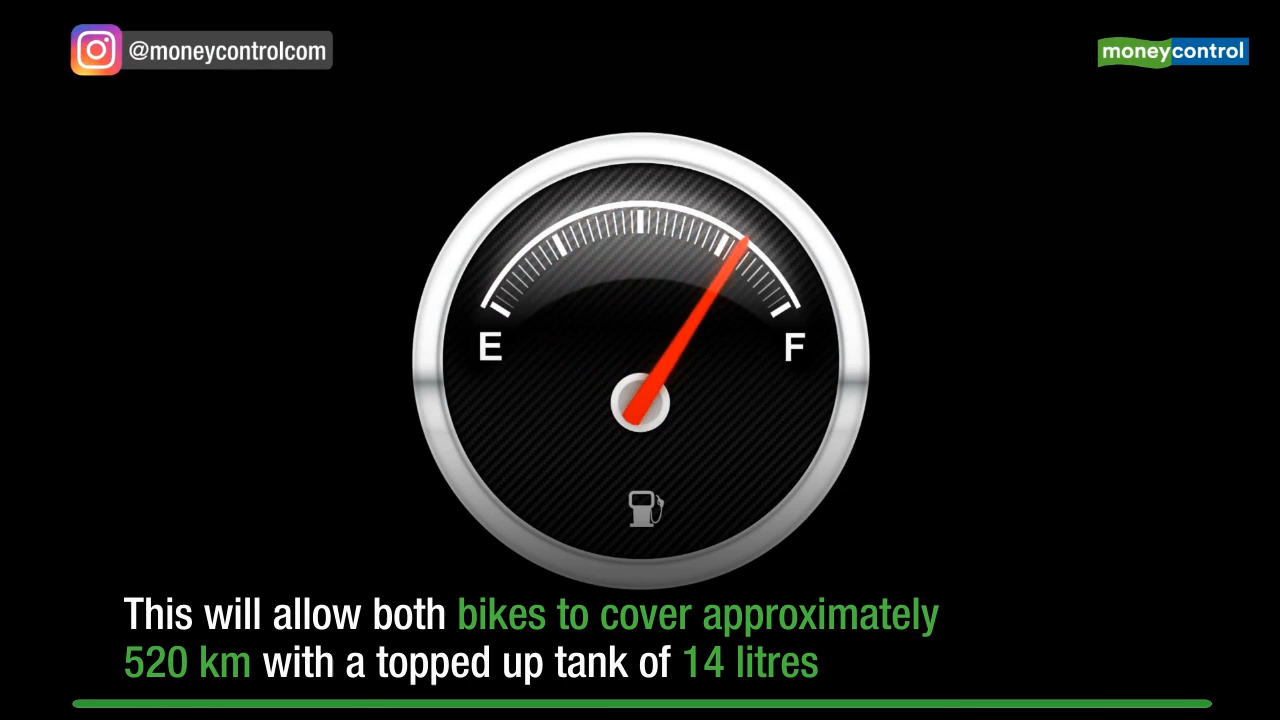 @moneycontrolcom
moneycontrol
E
F
This will allow both bikes to cover approximately
520 km with a topped up tank of 14 litres